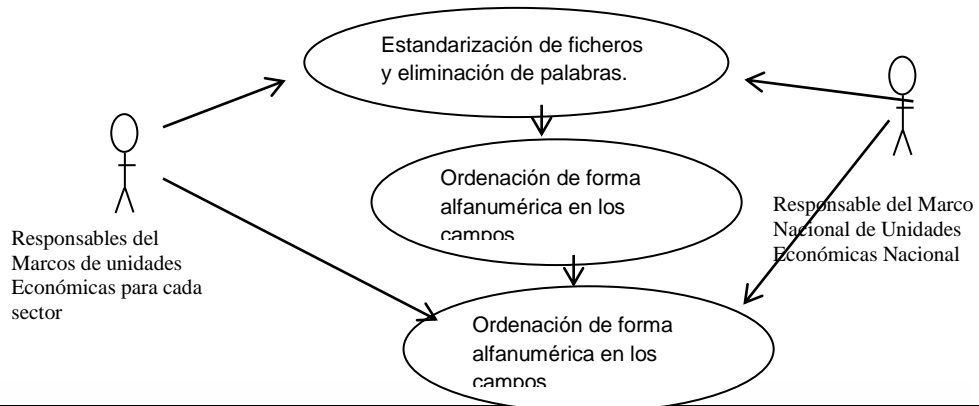 Estandarización de ficheros
y eliminación de palabras.
Ordenación de forma
alfanumérica en los
campos
Responsables del
Marcos de unidades
Económicas para cada
sector
Responsable del Marco
Nacional de Unidades
Económicas Nacional
Ordenación de forma
alfanumérica en los
campos